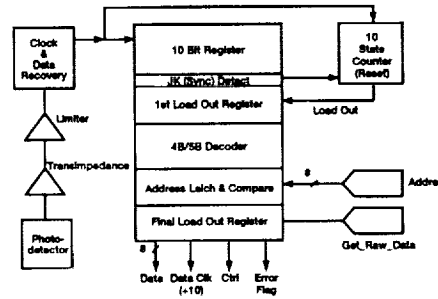 Clock
&
Data
Recovery
10 Bit Register
10
State
Counter
(Reset)
JK (Sync) Detect
1st Load Out Register
Load Out
Limiter
4B/5B Decoder
Transimpedance
Address Latch & Compare
8
Addre
Final Load Out Register
Get_Raw_Data
Photo-
detector
8
Data
Data Clk
(+10)
Ctrl
Error
Flag